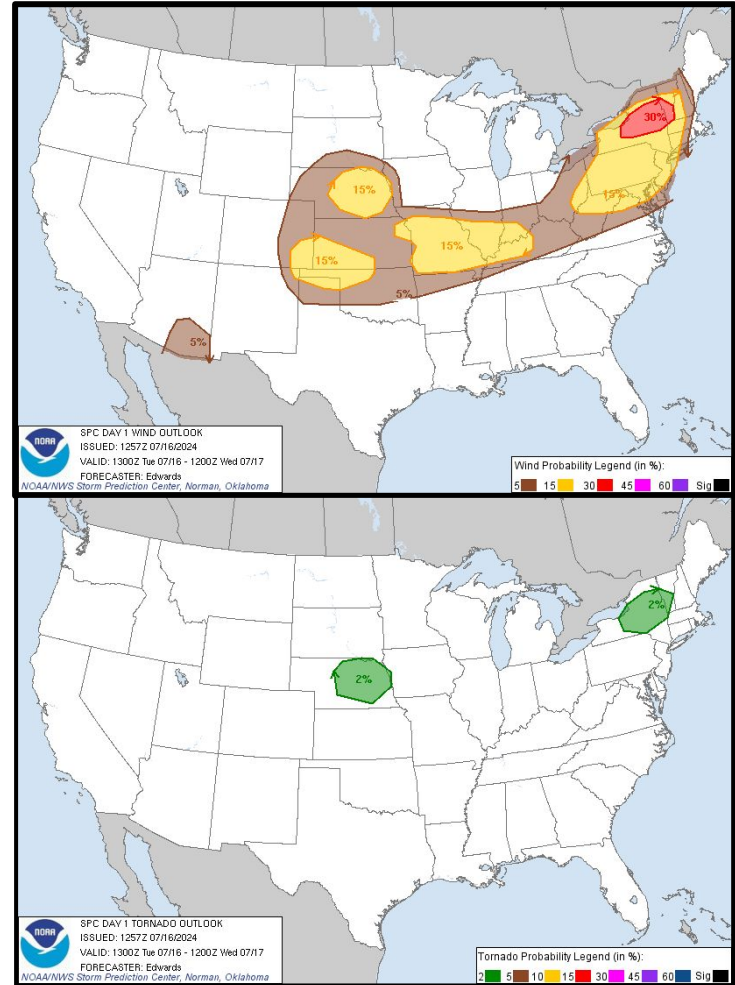 30%
15%
15%
15%
15%
5%
5%
NOAA
SPC DAY 1 WIND OUTLOOK
ISSUED: 1257Z 07/16/2024
VALID: 1300Z Tue 07/16 - 1200Z Wed 07/17
FORECASTER: Edwards
NOAA/NWS Storm Prediction Center, Norman, Oklahoma
Wind Probability Legend (in %):
5 15 30 45 60 Sig
2%
2%
NOAA
SPC DAY 1 TORNADO OUTLOOK
ISSUED: 1257Z 07/16/2024
VALID: 1300Z Tue 07/16 - 1200Z Wed 07/17
FORECASTER: Edwards
NOAA/NWS Storm Prediction Center, Norman, Oklahoma
Tornado Probability Legend (in %):
2 5 10 15 30 45 60 Sig